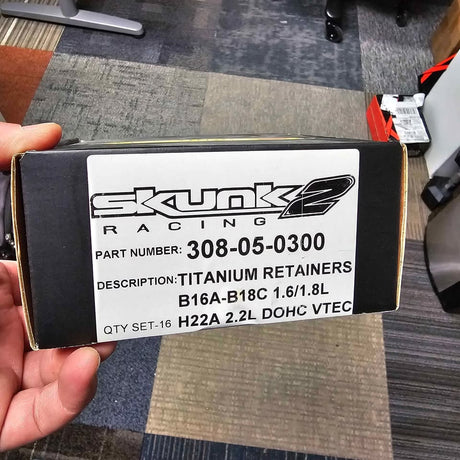 SKUNK2
RACING
PART NUMBER: 308-05-0300
DESCRIPTION: TITANIUM RETAINERS
B16A-B18C 1.6/1.8L
QTY SET-16 H22A 2.2L DOHC VTEC